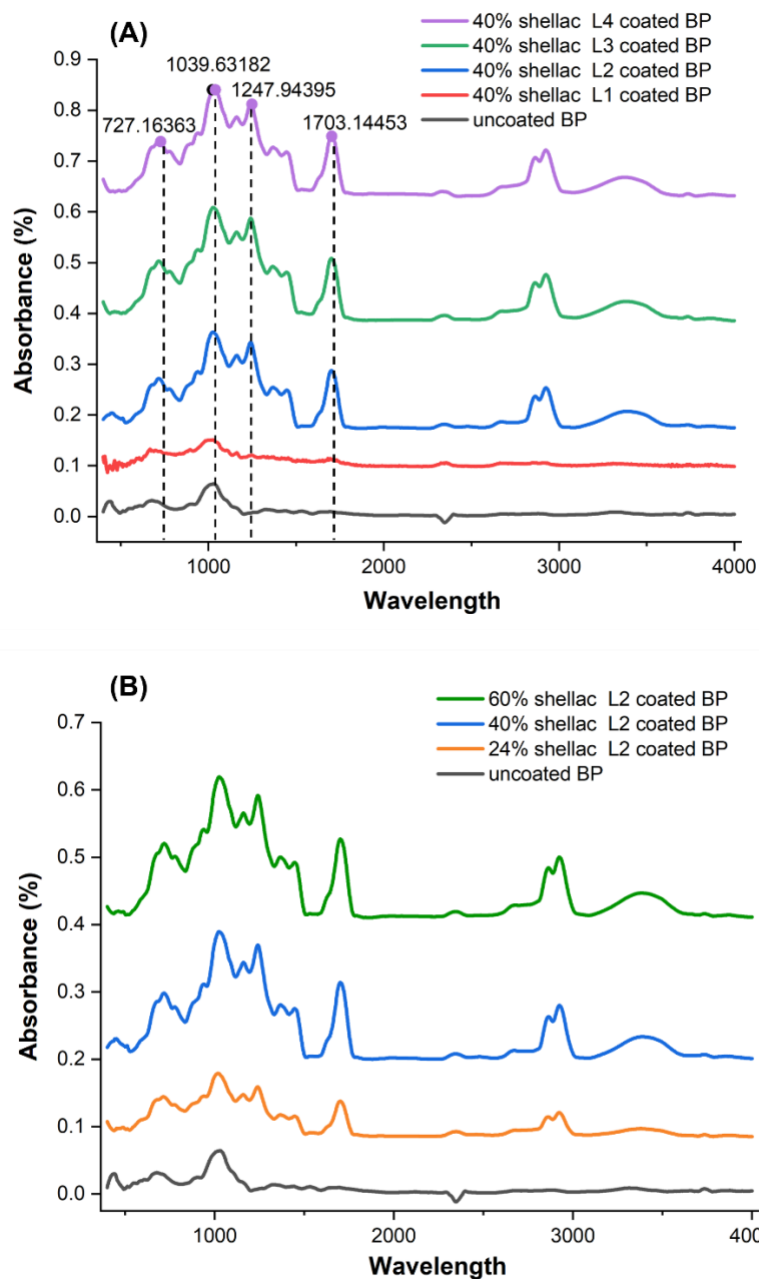 (A)
40% shellac L4 coated BP
40% shellac L3 coated BP
40% shellac L2 coated BP
40% shellac L1 coated BP
uncoated BP
0.9
0.8
0.7
0.6
0.5
0.4
0.3
0.2
0.1
0.0
Absorbance (%)
1039.63182
1247.94395
727.16363
1703.14453
1000
2000
3000
4000
Wavelength
(B)
60% shellac L2 coated BP
40% shellac L2 coated BP
24% shellac L2 coated BP
uncoated BP
0.7
0.6
0.5
0.4
0.3
0.2
0.1
0.0
Absorbance (%)
1000
2000
3000
400
Wavelength